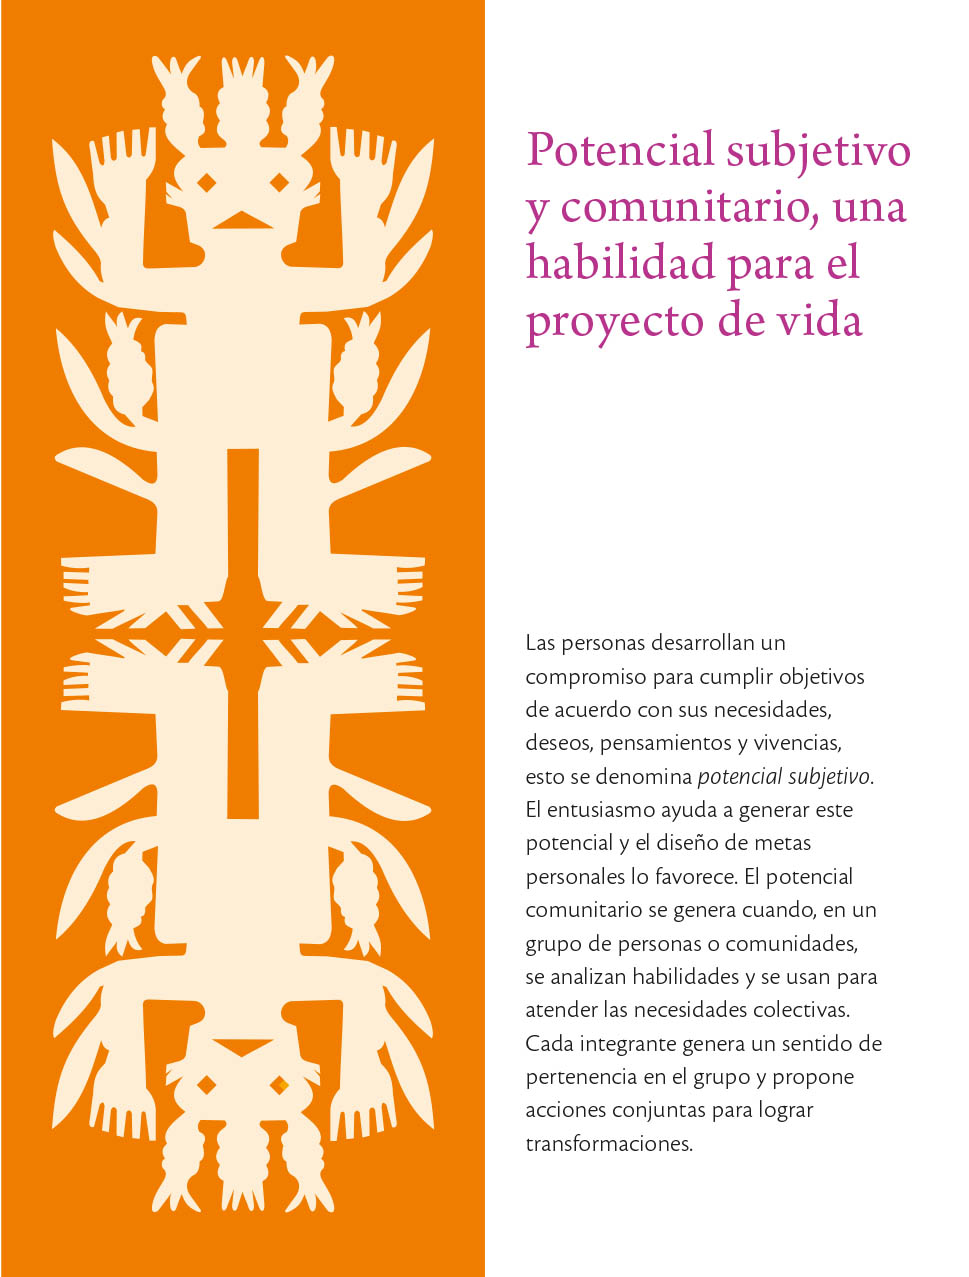 Potencial subjetivo
y comunitario, una
habilidad para el
proyecto de vida
Las personas desarrollan un
compromiso para cumplir objetivos
de acuerdo con sus necesidades,
deseos, pensamientos y vivencias,
esto se denomina potencial subjetivo.
El entusiasmo ayuda a generar este
potencial y el diseño de metas
personales lo favorece. El potencial
comunitario se genera cuando, en un
grupo de personas o comunidades,
se analizan habilidades y se usan para
atender las necesidades colectivas.
Cada integrante genera un sentido de
pertenencia en el grupo y propone
acciones conjuntas para lograr
transformaciones.